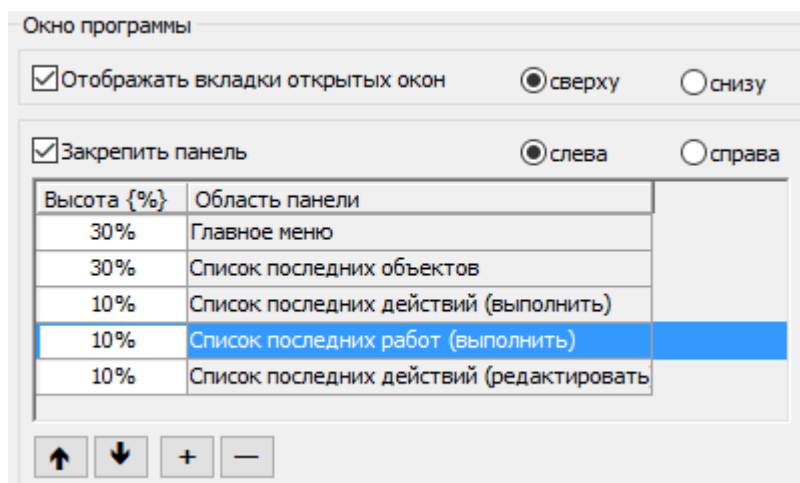 Окно программы
Отображать вкладки открытых окон сверху снизу
Закрепить панель слева справа
Высота {%} Область панели
30% Главное меню
30% Список последних объектов
10% Список последних действий (выполнить)
10% Список последних работ (выполнить)
10% Список последних действий (редактировать)
+ —